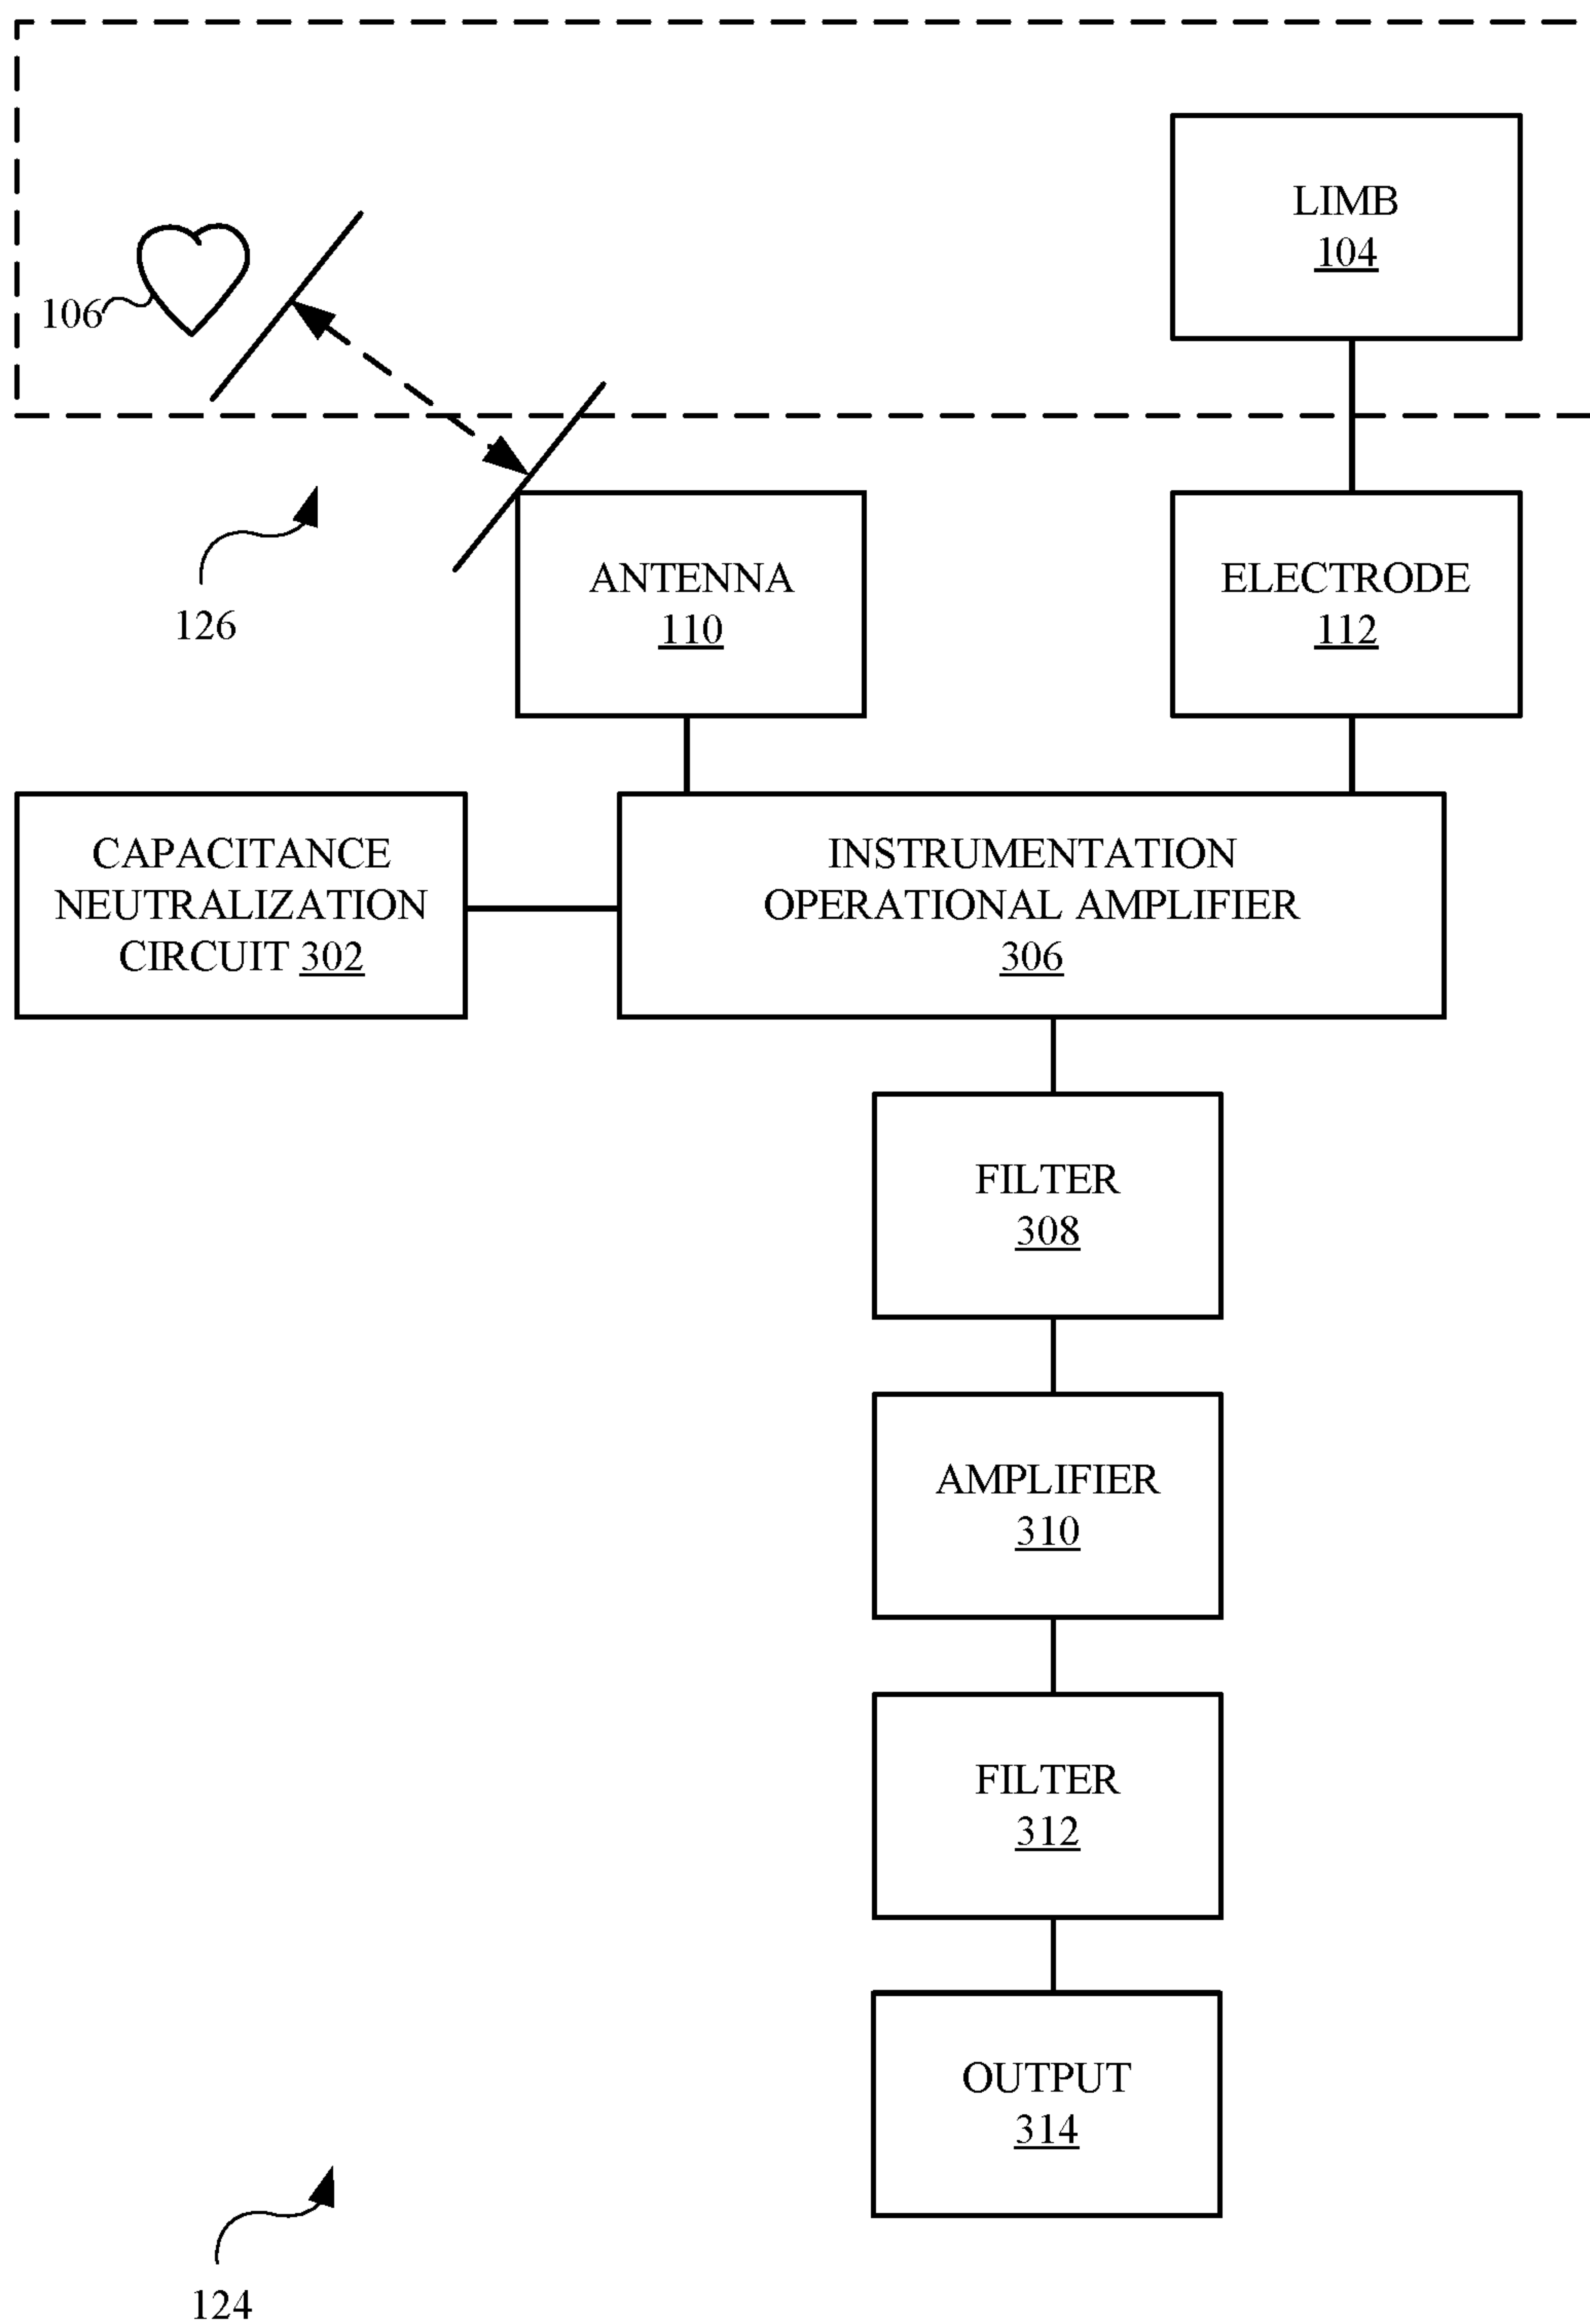 LIMB
104
106
ANTENNA
110
ELECTRODE
112
126
CAPACITANCE
NEUTRALIZATION
CIRCUIT 302
INSTRUMENTATION
OPERATIONAL AMPLIFIER
306
FILTER
308
AMPLIFIER
310
FILTER
312
OUTPUT
314
124